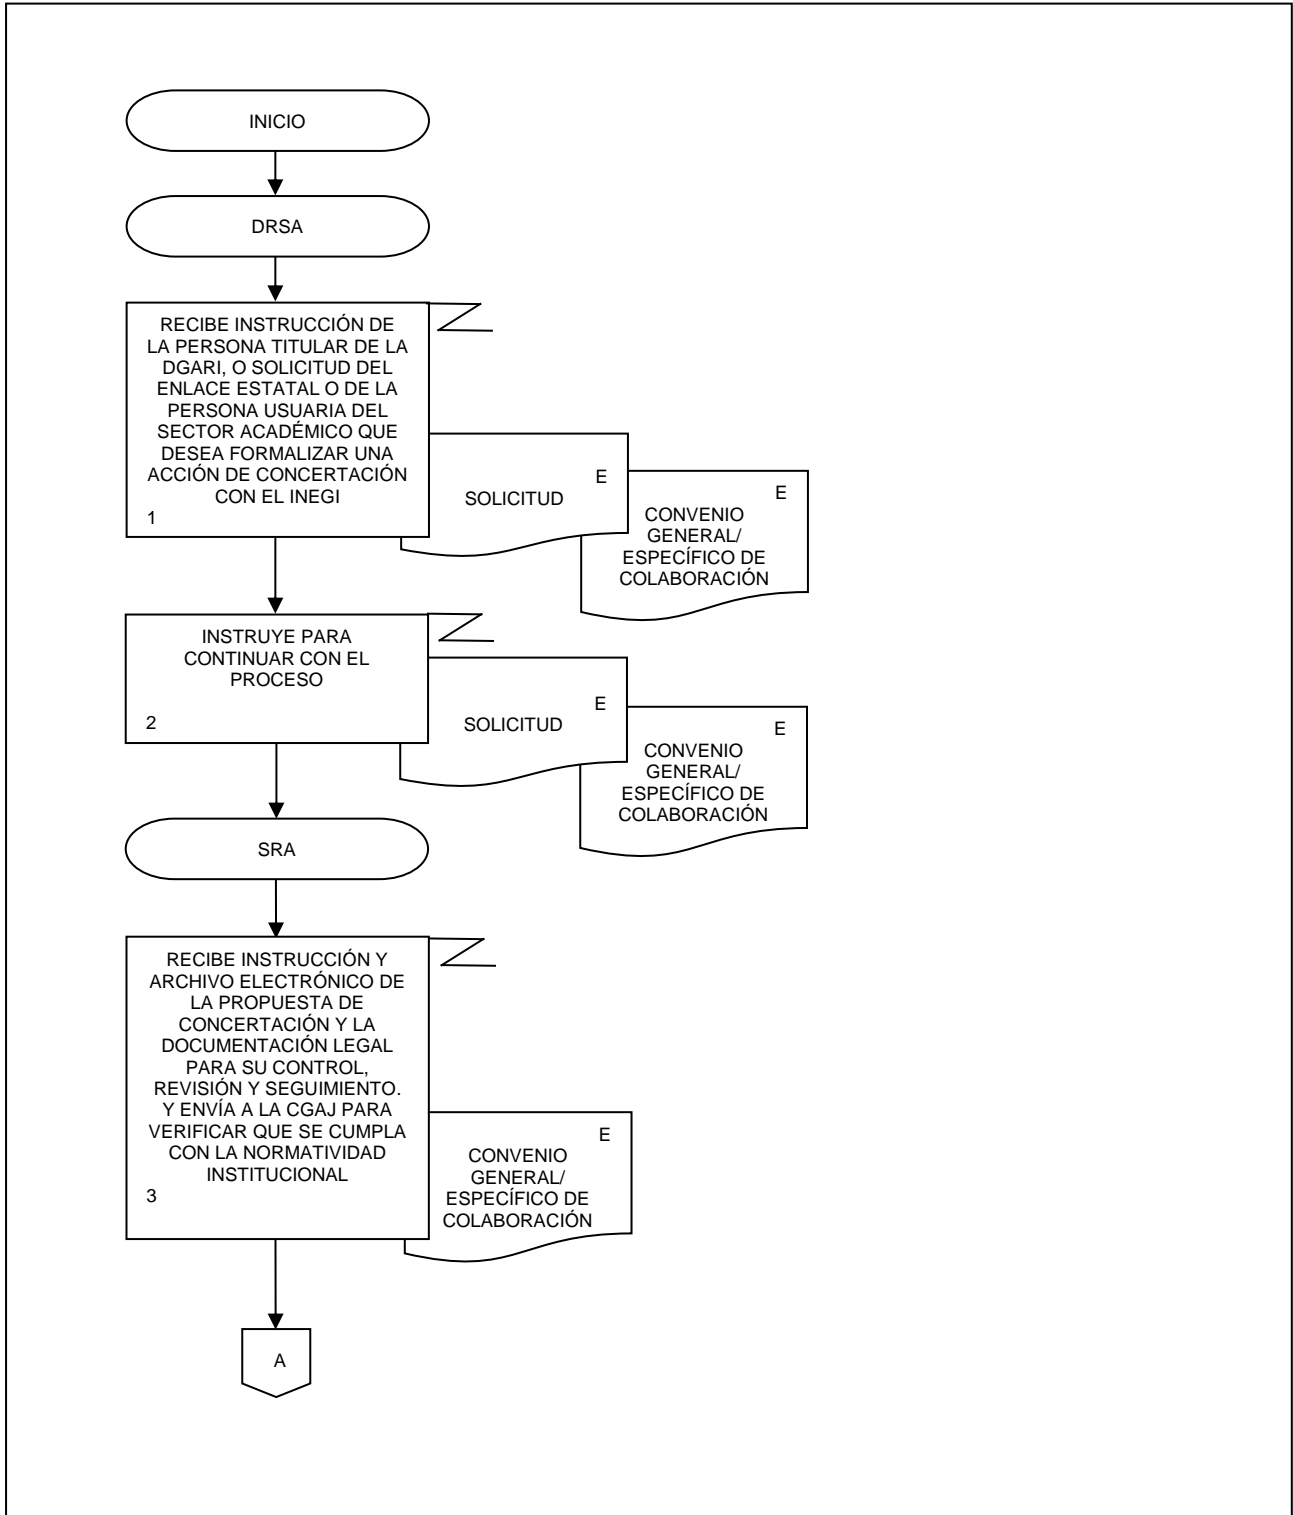 INICIO
DRSA
RECIBE INSTRUCCIÓN DE
LA PERSONA TITULAR DE LA
DGARI, O SOLICITUD DEL
ENLACE ESTATAL O DE LA
PERSONA USUARIA DEL
SECTOR ACADÉMICO QUE
DESEA FORMALIZAR UNA
ACCIÓN DE CONCERTACIÓN
CON EL INEGI
1
E
SOLICITUD
E
CONVENIO
GENERAL/
ESPECÍFICO DE
COLABORACIÓN
INSTRUYE PARA
CONTINUAR CON EL
PROCESO
2
E
SOLICITUD
E
CONVENIO
GENERAL/
ESPECÍFICO DE
COLABORACIÓN
SRA
RECIBE INSTRUCCIÓN Y
ARCHIVO ELECTRÓNICO DE
LA PROPUESTA DE
CONCERTACIÓN Y LA
DOCUMENTACIÓN LEGAL
PARA SU CONTROL,
REVISIÓN Y SEGUIMIENTO.
Y ENVÍA A LA CGAJ PARA
VERIFICAR QUE SE CUMPLA
CON LA NORMATIVIDAD
INSTITUCIONAL
3
E
CONVENIO
GENERAL/
ESPECÍFICO DE
COLABORACIÓN
A